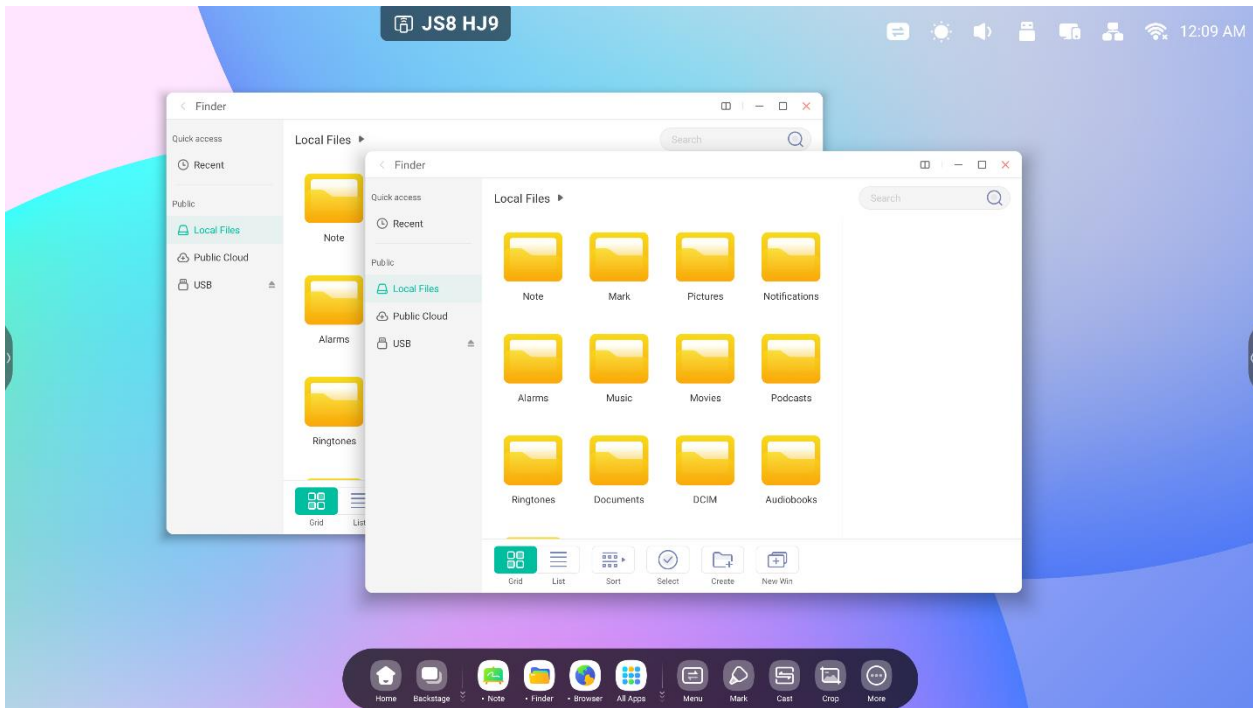 JS8 HJ9
12:09 AM
Finder
Quick access
Recent
Public
Local Files
Public Cloud
USB
Local Files
Search
Note
Alarms
Ringtones
Grid
List
Finder
Quick access
Recent
Public
Local Files
Public Cloud
USB
Local Files
Search
Note Mark Pictures Notifications
Alarms Music Movies Podcasts
Ringtones Documents DCIM Audiobooks
Grid List Sort Select Create New Win
Home Backstage • Note • Finder • Browser All Apps Menu Mark Cast Crop More